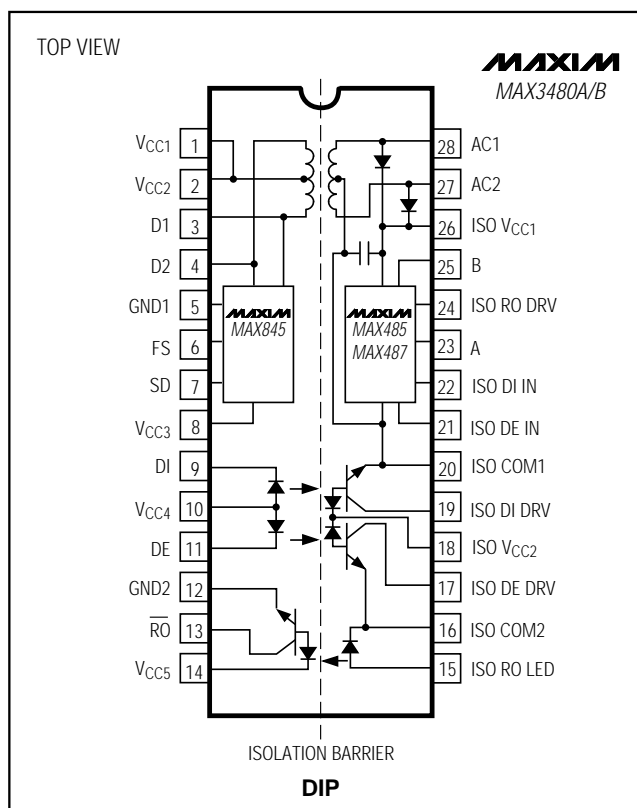 TOP VIEW
MAXIM
MAX3480A/B
VCC1 1
28 AC1
VCC2 2
27 AC2
D1 3
26 ISO VCC1
D2 4
25 B
GND1 5
MAXIM
MAX845
MAXIM
MAX485
MAX487
24 ISO RO DRV
FS 6
23 A
SD 7
22 ISO DI IN
VCC3 8
21 ISO DE IN
DI 9
20 ISO COM1
VCC4 10
19 ISO DI DRV
DE 11
18 ISO VCC2
GND2 12
17 ISO DE DRV
R̅O̅ 13
16 ISO COM2
VCC5 14
15 ISO RO LED
ISOLATION BARRIER
DIP